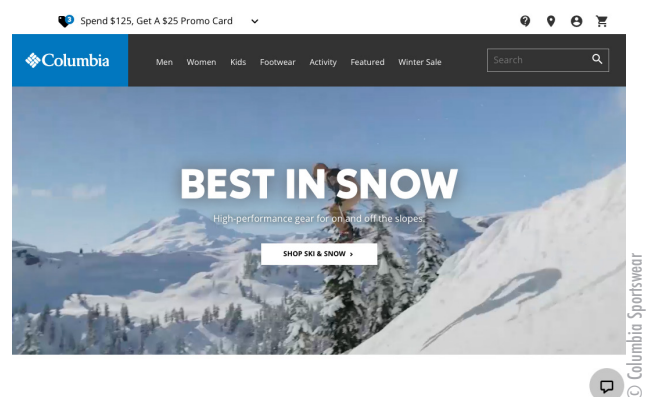 3
Spend $125, Get A $25 Promo Card
Columbia
Men Women Kids Footwear Activity Featured Winter Sale
Search
BEST IN SNOW
High-performance gear for on and off the slopes.
SHOP SKI & SNOW ›
© Columbia Sportswear